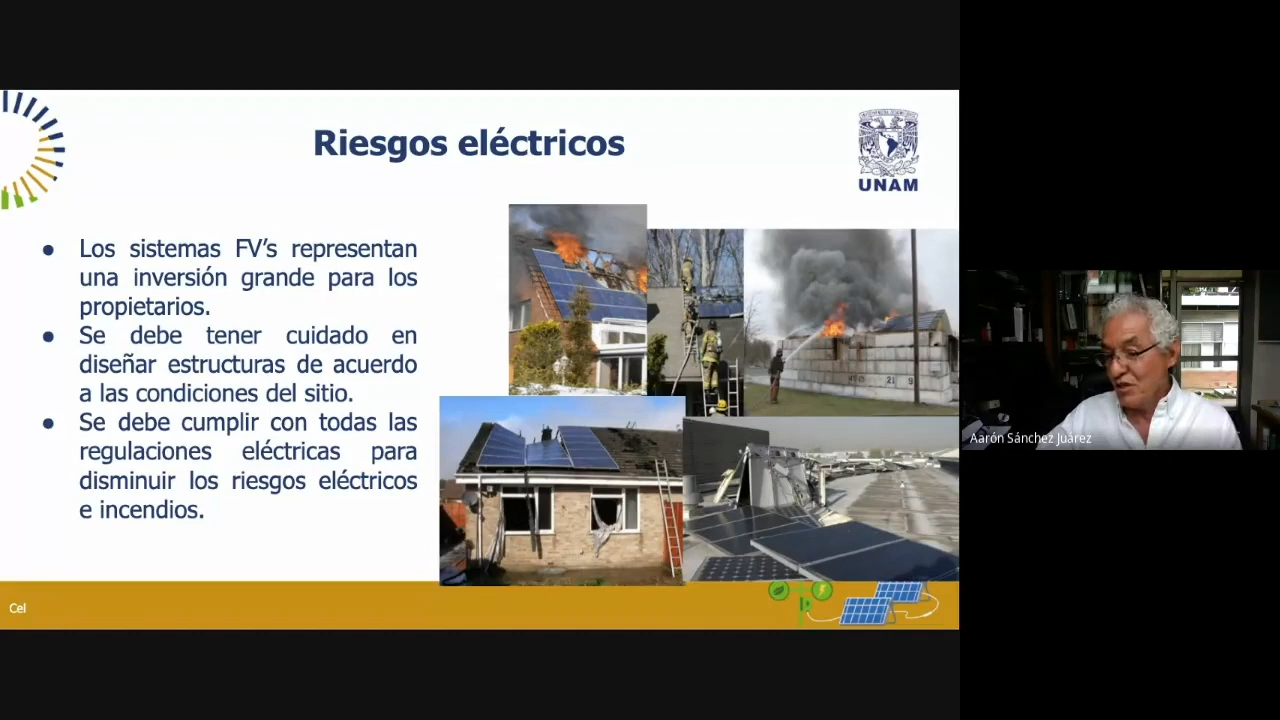 Riesgos eléctricos
UNAM
● Los sistemas FV's representan
una inversión grande para los
propietarios.
● Se debe tener cuidado en
diseñar estructuras de acuerdo
a las condiciones del sitio.
● Se debe cumplir con todas las
regulaciones eléctricas para
disminuir los riesgos eléctricos
e incendios.
Aarón Sánchez Juárez
Cel